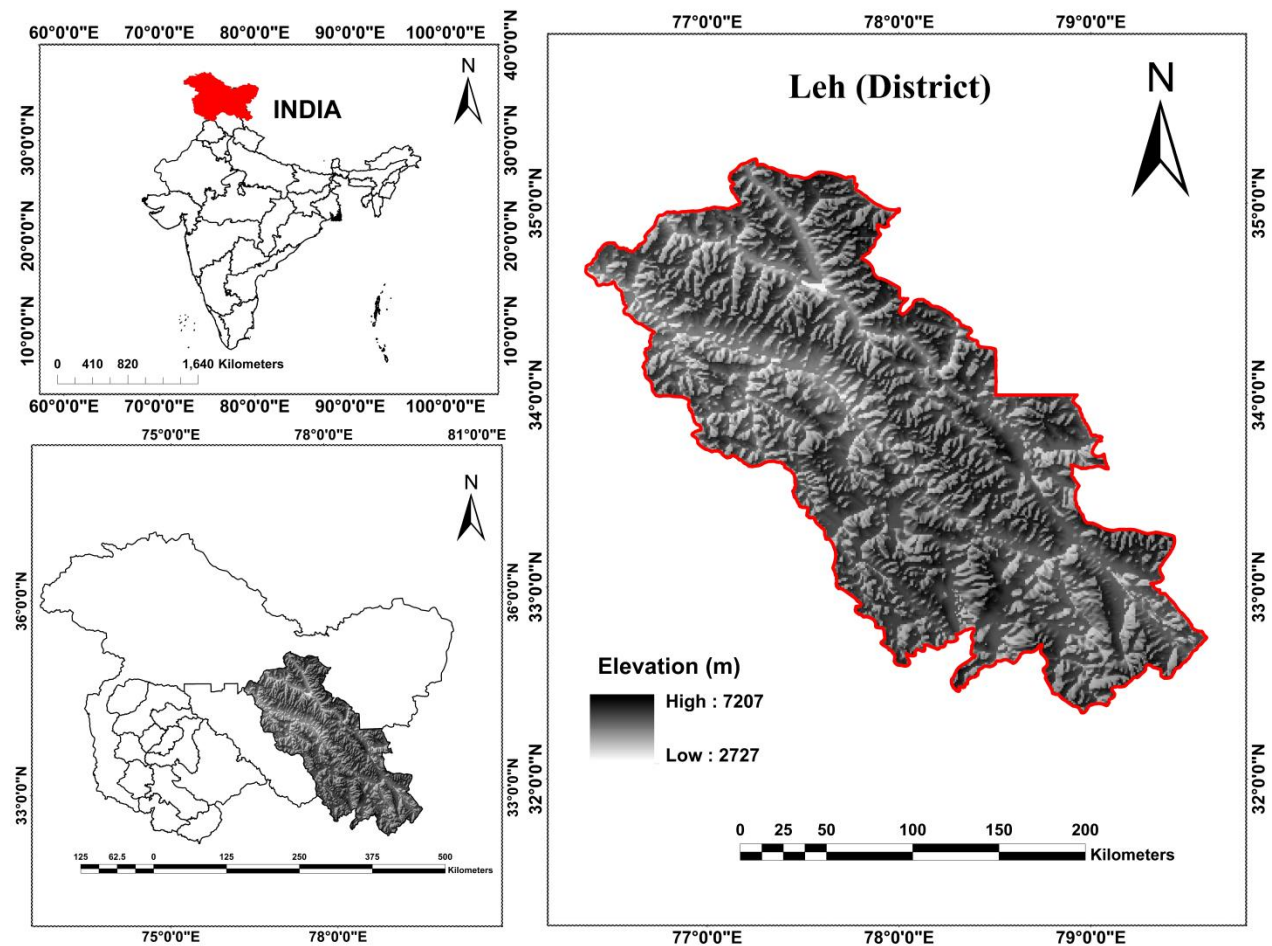 60°0'0"E 70°0'0"E 80°0'0"E 90°0'0"E 100°0'0"E
40°0'0"N
30°0'0"N
20°0'0"N
10°0'0"N
30°0'0"N
20°0'0"N
10°0'0"N
N
INDIA
0 410 820 1,640 Kilometers
60°0'0"E 70°0'0"E 80°0'0"E 90°0'0"E 100°0'0"E
75°0'0"E 78°0'0"E 81°0'0"E
N
36°0'0"N
33°0'0"N
36°0'0"N
33°0'0"N
125 62.5 0 125 250 375 500
Kilometers
75°0'0"E 78°0'0"E
77°0'0"E 78°0'0"E 79°0'0"E
Leh (District)
N
35°0'0"N
34°0'0"N
33°0'0"N
32°0'0"N
35°0'0"N
34°0'0"N
33°0'0"N
32°0'0"N
Elevation (m)
High : 7207
Low : 2727
0 25 50 100 150 200
Kilometers
77°0'0"E 78°0'0"E 79°0'0"E